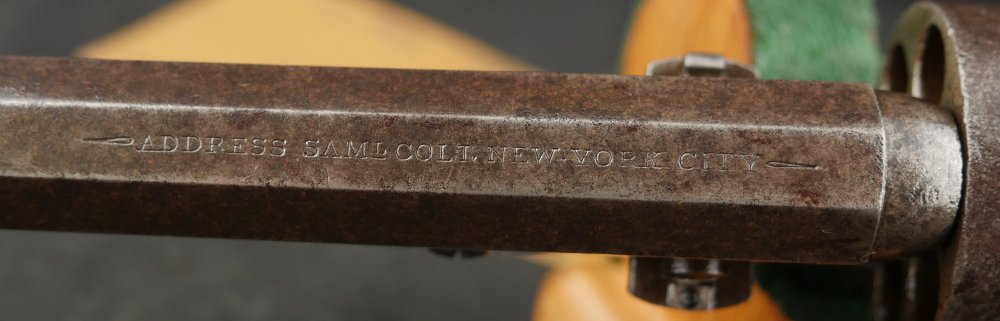 ADDRESS SAML COLT, NEW-YORK CITY